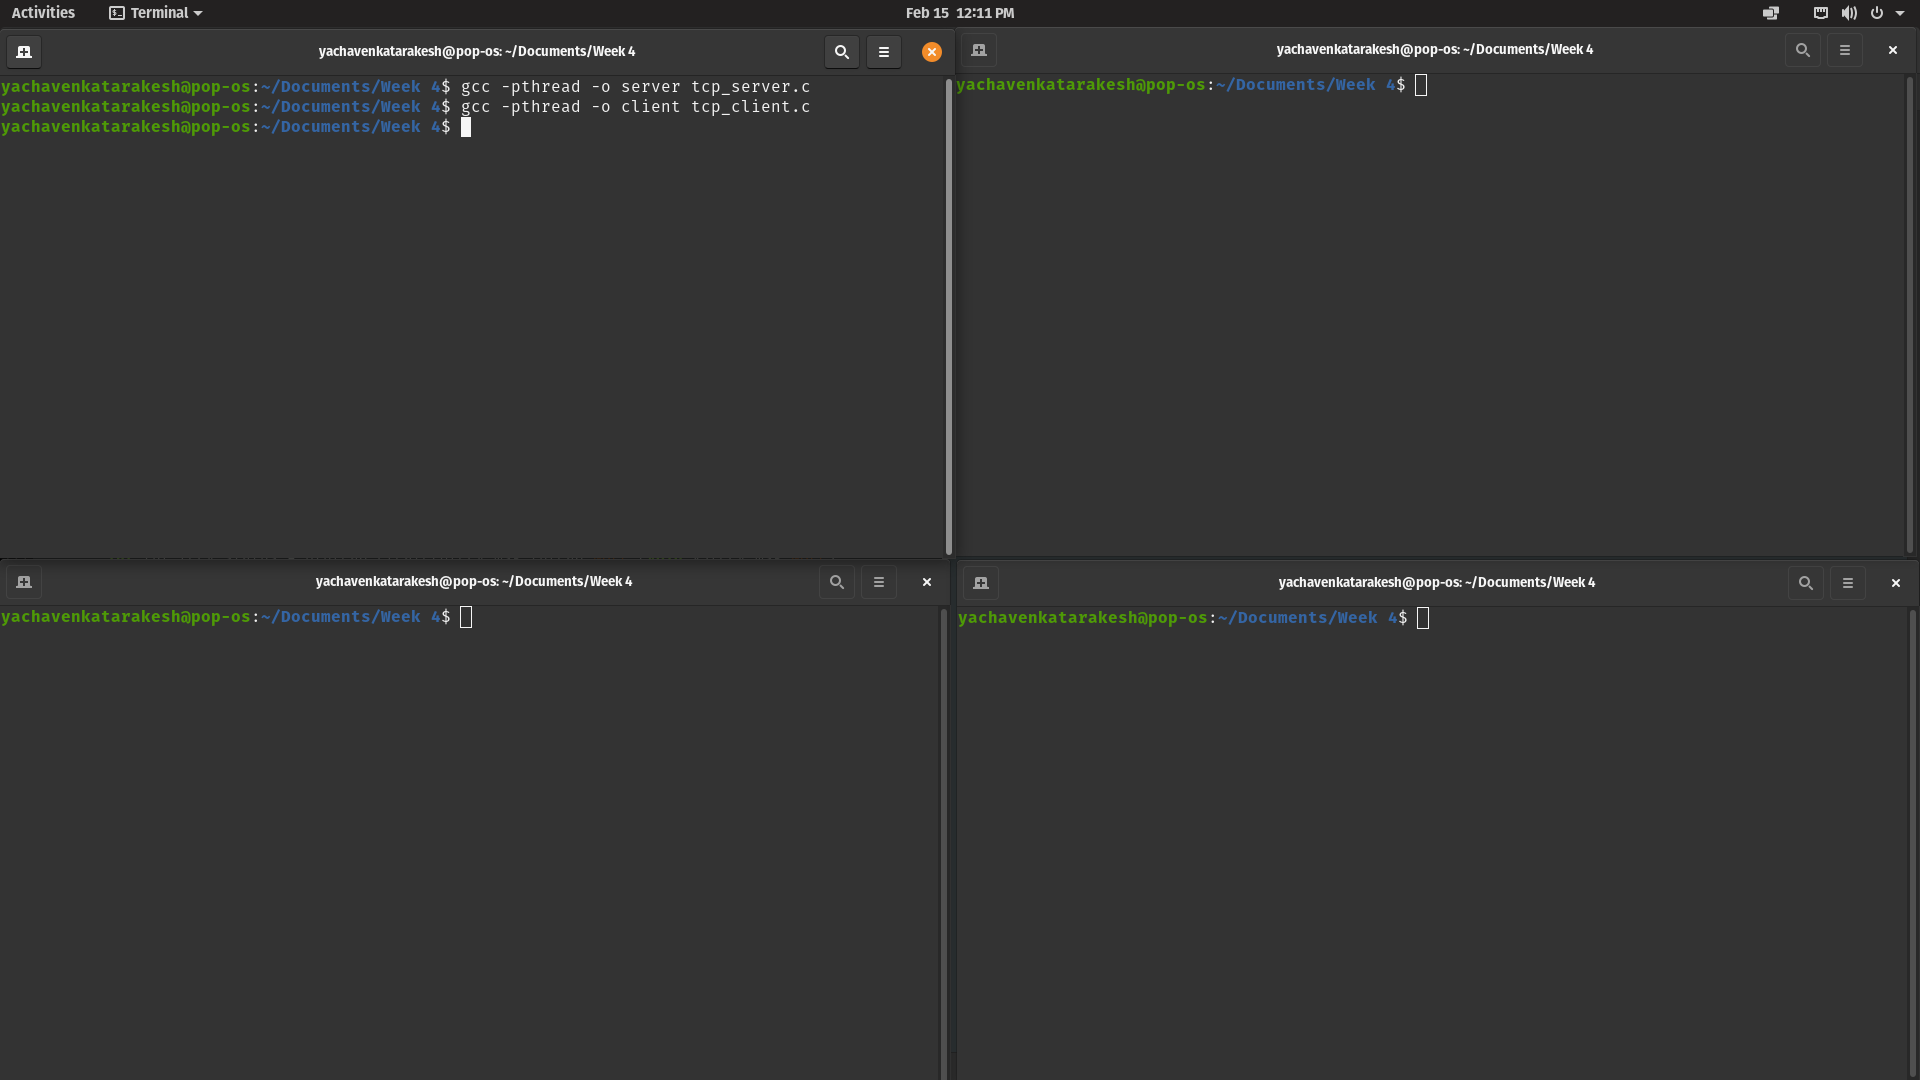 Activities Terminal Feb 15 12:11 PM
yachavenkatarakesh@pop-os: ~/Documents/Week 4
yachavenkatarakesh@pop-os:~/Documents/Week 4$ gcc -pthread -o server tcp_server.c
yachavenkatarakesh@pop-os:~/Documents/Week 4$ gcc -pthread -o client tcp_client.c
yachavenkatarakesh@pop-os:~/Documents/Week 4$
yachavenkatarakesh@pop-os: ~/Documents/Week 4
yachavenkatarakesh@pop-os:~/Documents/Week 4$
yachavenkatarakesh@pop-os: ~/Documents/Week 4
yachavenkatarakesh@pop-os:~/Documents/Week 4$
yachavenkatarakesh@pop-os: ~/Documents/Week 4
yachavenkatarakesh@pop-os:~/Documents/Week 4$